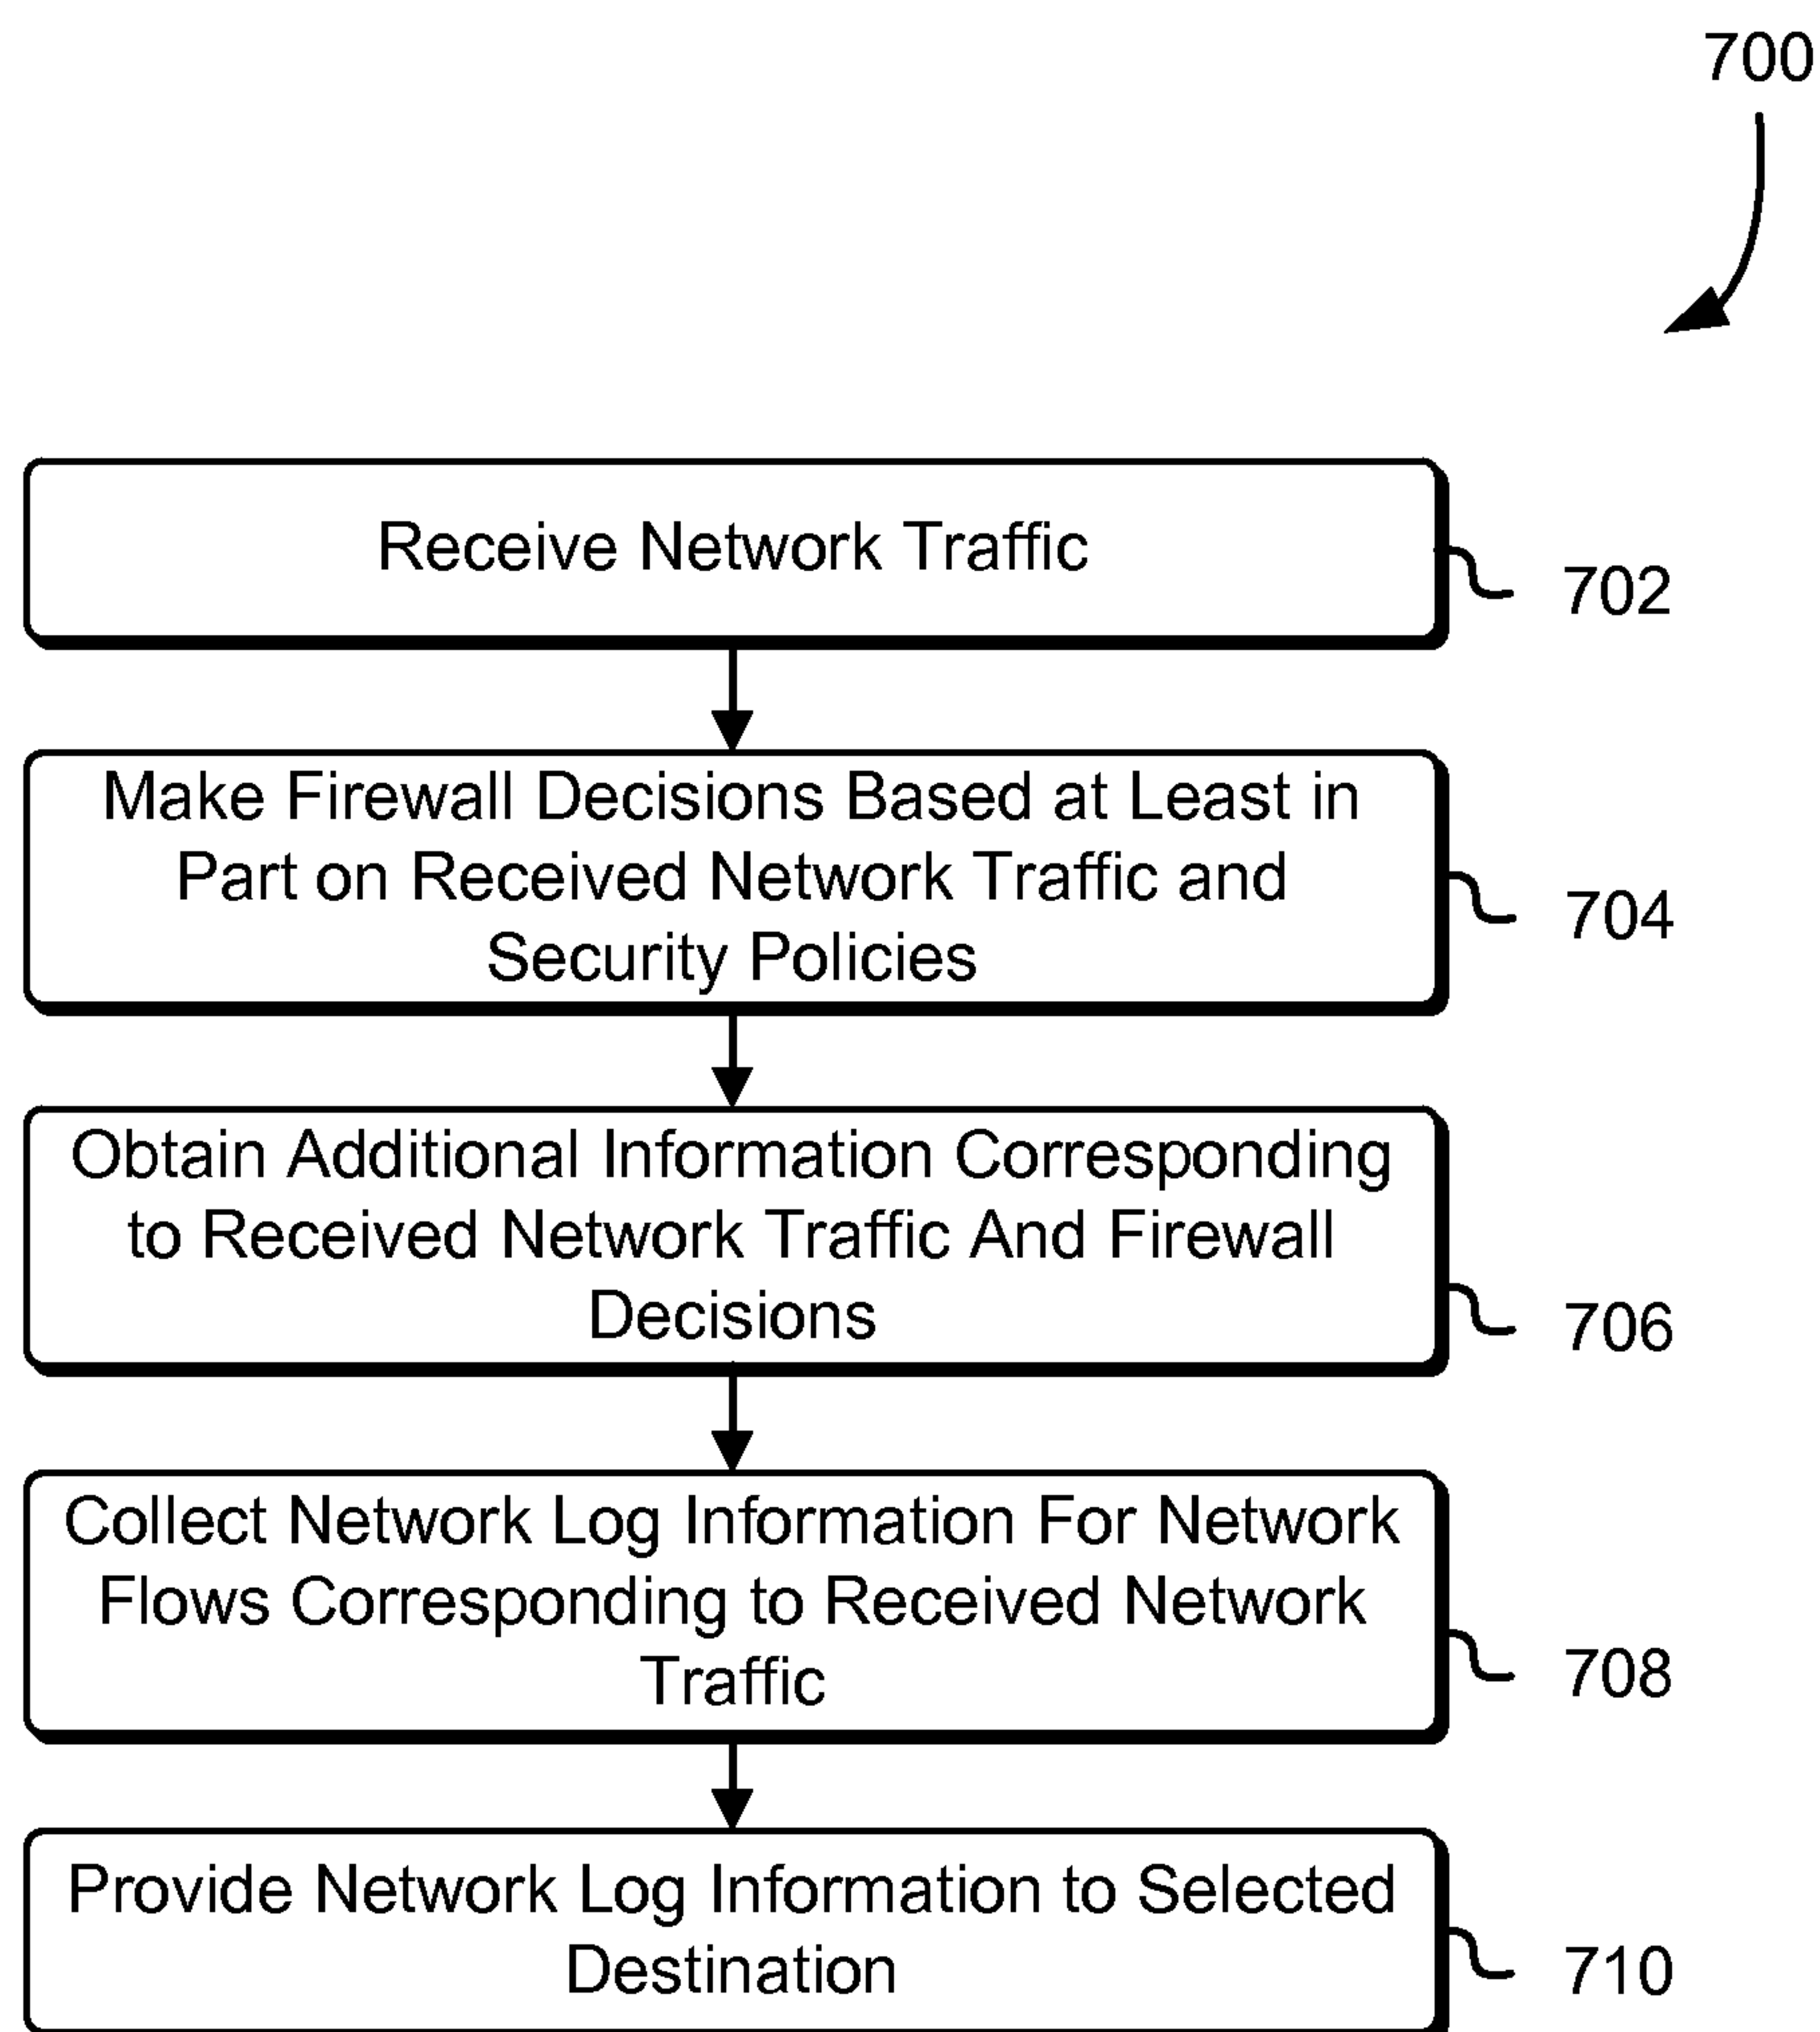 700
Receive Network Traffic
702
Make Firewall Decisions Based at Least in
Part on Received Network Traffic and
Security Policies
704
Obtain Additional Information Corresponding
to Received Network Traffic And Firewall
Decisions
706
Collect Network Log Information For Network
Flows Corresponding to Received Network
Traffic
708
Provide Network Log Information to Selected
Destination
710